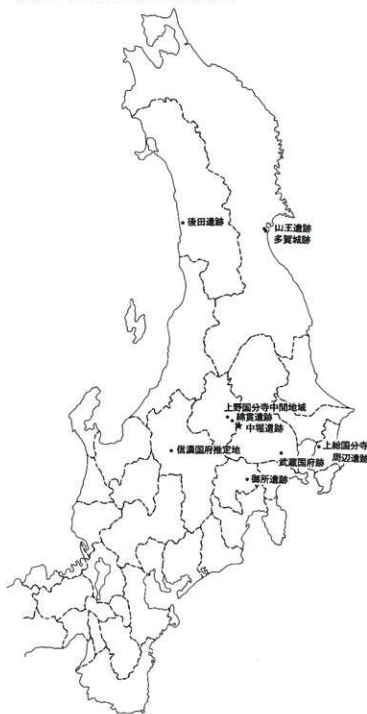 後田遺跡
山王遺跡
多賀城跡
上野国分寺中間地域
綿貫遺跡
中堀遺跡
信濃国府推定地
武蔵国府跡
上総国分寺
周辺遺跡
御所遺跡